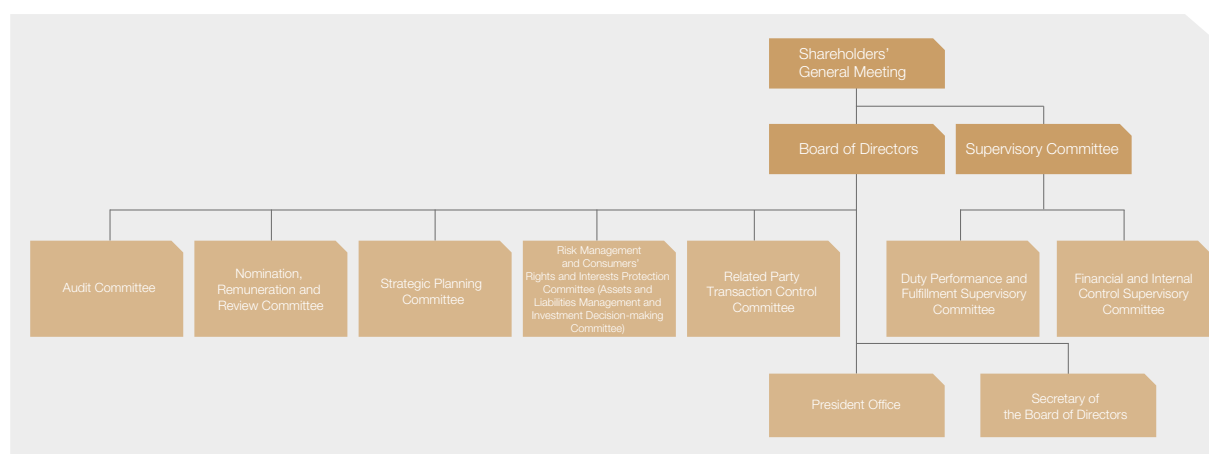 Shareholders'
General Meeting
Board of Directors
Supervisory Committee
Audit Committee
Nomination,
Remuneration and
Review Committee
Strategic Planning
Committee
Risk Management
and Consumers'
Rights and Interests Protection
Committee (Assets and
Liabilities Management and
Investment Decision-making
Committee)
Related Party
Transaction Control
Committee
Duty Performance and
Fulfillment Supervisory
Committee
Financial and Internal
Control Supervisory
Committee
President Office
Secretary of
the Board of Directors